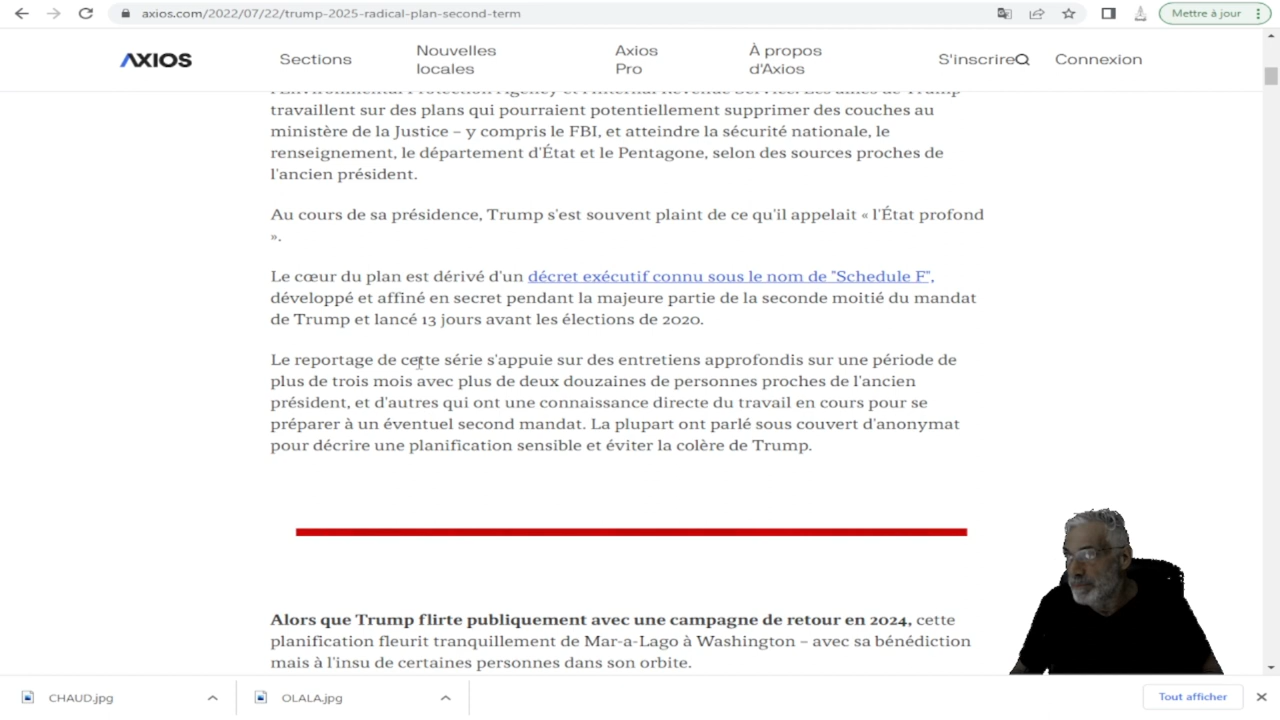 axios.com/2022/07/22/trump-2025-radical-plan-second-term
Mettre à jour
AXIOS
Sections
Nouvelles
locales
Axios
Pro
À propos
d'Axios
S'inscrire
Connexion
l'Environmental Protection Agency et l'Internal Revenue Service. Les alliés de Trump
travaillent sur des plans qui pourraient potentiellement supprimer des couches au
ministère de la Justice – y compris le FBI, et atteindre la sécurité nationale, le
renseignement, le département d'État et le Pentagone, selon des sources proches de
l'ancien président.
Au cours de sa présidence, Trump s'est souvent plaint de ce qu'il appelait « l'État profond
».
Le cœur du plan est dérivé d'un décret exécutif connu sous le nom de "Schedule F",
développé et affiné en secret pendant la majeure partie de la seconde moitié du mandat
de Trump et lancé 13 jours avant les élections de 2020.
Le reportage de cette série s'appuie sur des entretiens approfondis sur une période de
plus de trois mois avec plus de deux douzaines de personnes proches de l'ancien
président, et d'autres qui ont une connaissance directe du travail en cours pour se
préparer à un éventuel second mandat. La plupart ont parlé sous couvert d'anonymat
pour décrire une planification sensible et éviter la colère de Trump.
Alors que Trump flirte publiquement avec une campagne de retour en 2024, cette
planification fleurit tranquillement de Mar-a-Lago à Washington – avec sa bénédiction
mais à l'insu de certaines personnes dans son orbite.
CHAUD.jpg
OLALA.jpg
Tout afficher